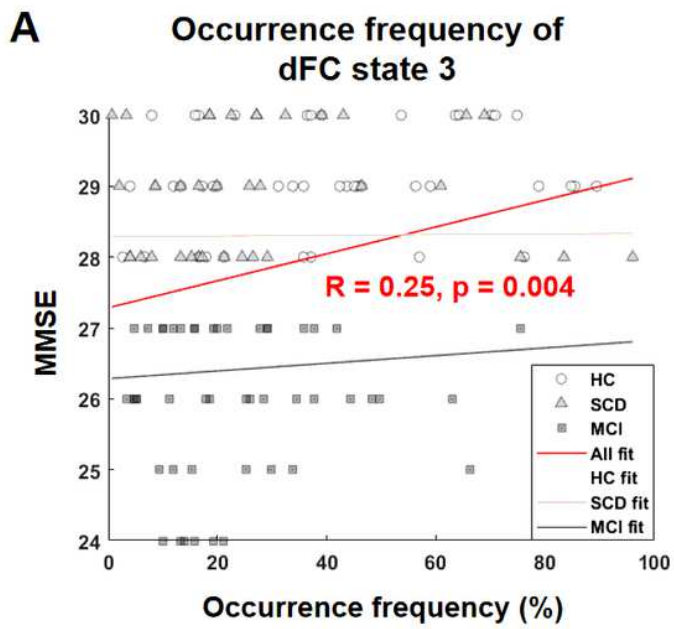 A
Occurrence frequency of
dFC state 3
30
29
28
27
26
25
24
MMSE
R = 0.25, p = 0.004
HC
SCD
MCI
All fit
HC fit
SCD fit
MCI fit
0 20 40 60 80 100
Occurrence frequency (%)